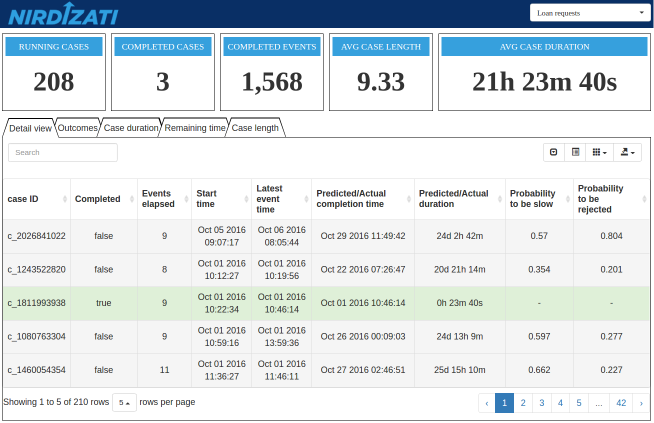 NIRDIZATI
Loan requests
RUNNING CASES
208
COMPLETED CASES
3
COMPLETED EVENTS
1,568
AVG CASE LENGTH
9.33
AVG CASE DURATION
21h 23m 40s
Detail view Outcomes Case duration Remaining time Case length
Search
case ID Completed Events elapsed Start time Latest event time Predicted/Actual completion time Predicted/Actual duration Probability to be slow Probability to be rejected
c_2026841022 false 9 Oct 05 2016 09:07:17 Oct 06 2016 08:05:44 Oct 29 2016 11:49:42 24d 2h 42m 0.57 0.804
c_1243522820 false 8 Oct 01 2016 10:12:27 Oct 01 2016 10:19:56 Oct 22 2016 07:26:47 20d 21h 14m 0.354 0.201
c_1811993938 true 9 Oct 01 2016 10:22:34 Oct 01 2016 10:46:14 Oct 01 2016 10:46:14 0h 23m 40s - -
c_1080763304 false 9 Oct 01 2016 10:59:16 Oct 01 2016 13:59:36 Oct 26 2016 00:09:03 24d 13h 9m 0.597 0.277
c_1460054354 false 11 Oct 01 2016 11:36:27 Oct 01 2016 11:46:11 Oct 27 2016 02:46:51 25d 15h 10m 0.662 0.227
Showing 1 to 5 of 210 rows 5 rows per page
‹ 1 2 3 4 5 ... 42 ›